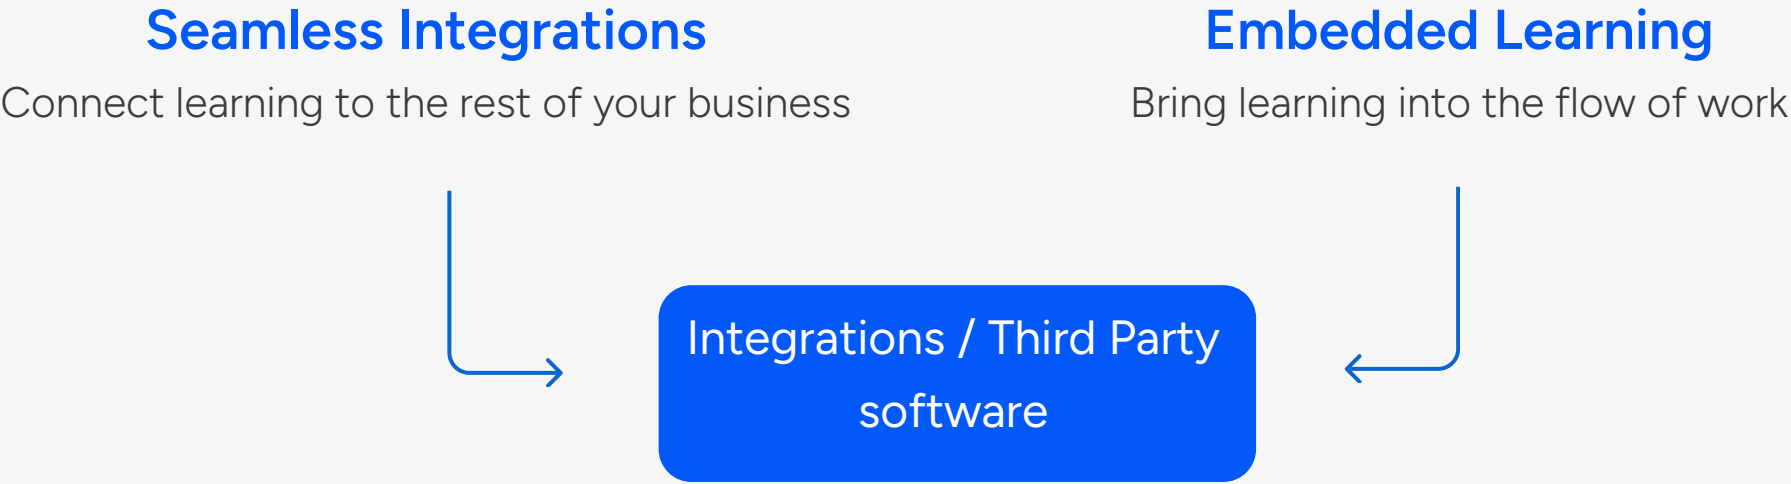 Seamless Integrations
Connect learning to the rest of your business
Embedded Learning
Bring learning into the flow of work
Integrations / Third Party
software